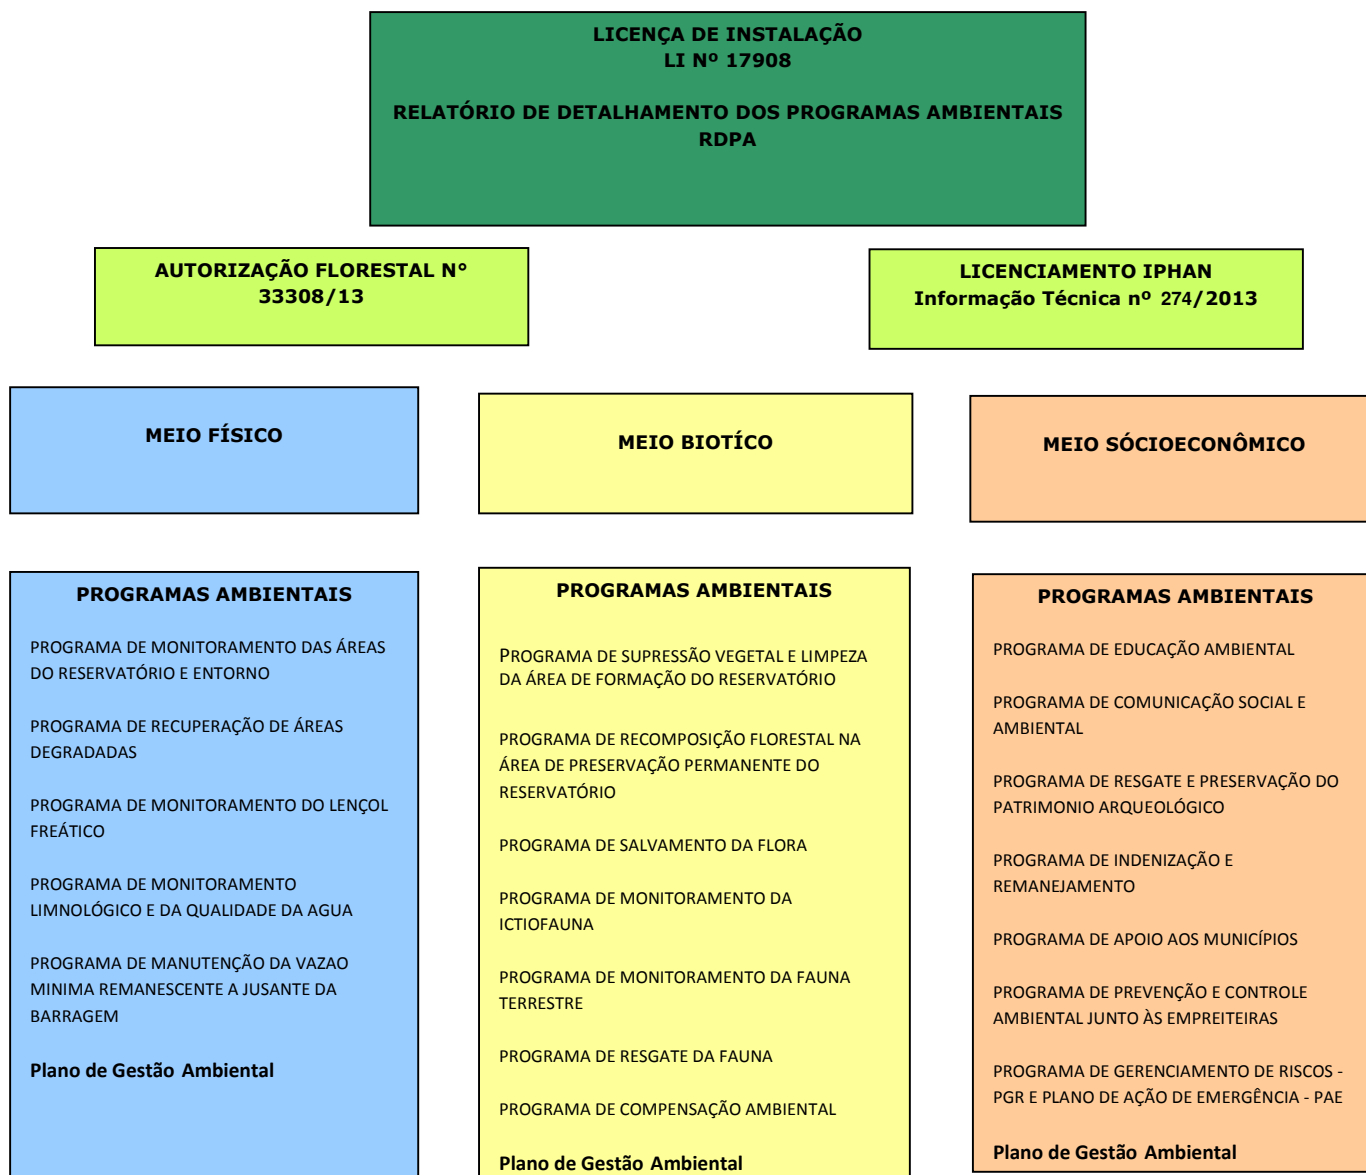 LICENÇA DE INSTALAÇÃO
LI Nº 17908
RELATÓRIO DE DETALHAMENTO DOS PROGRAMAS AMBIENTAIS
RDPA
AUTORIZAÇÃO FLORESTAL N°
33308/13
LICENCIAMENTO IPHAN
Informação Técnica nº 274/2013
MEIO FÍSICO
MEIO BIOTÍCO
MEIO SÓCIOECONÔMICO
PROGRAMAS AMBIENTAIS
PROGRAMA DE MONITORAMENTO DAS ÁREAS
DO RESERVATÓRIO E ENTORNO
PROGRAMA DE RECUPERAÇÃO DE ÁREAS
DEGRADADAS
PROGRAMA DE MONITORAMENTO DO LENÇOL
FREÁTICO
PROGRAMA DE MONITORAMENTO
LIMNOLÓGICO E DA QUALIDADE DA AGUA
PROGRAMA DE MANUTENÇÃO DA VAZAO
MINIMA REMANESCENTE A JUSANTE DA
BARRAGEM
Plano de Gestão Ambiental
PROGRAMAS AMBIENTAIS
PROGRAMA DE SUPRESSÃO VEGETAL E LIMPEZA
DA ÁREA DE FORMAÇÃO DO RESERVATÓRIO
PROGRAMA DE RECOMPOSIÇÃO FLORESTAL NA
ÁREA DE PRESERVAÇÃO PERMANENTE DO
RESERVATÓRIO
PROGRAMA DE SALVAMENTO DA FLORA
PROGRAMA DE MONITORAMENTO DA
ICTIOFAUNA
PROGRAMA DE MONITORAMENTO DA FAUNA
TERRESTRE
PROGRAMA DE RESGATE DA FAUNA
PROGRAMA DE COMPENSAÇÃO AMBIENTAL
Plano de Gestão Ambiental
PROGRAMAS AMBIENTAIS
PROGRAMA DE EDUCAÇÃO AMBIENTAL
PROGRAMA DE COMUNICAÇÃO SOCIAL E
AMBIENTAL
PROGRAMA DE RESGATE E PRESERVAÇÃO DO
PATRIMONIO ARQUEOLÓGICO
PROGRAMA DE INDENIZAÇÃO E
REMANEJAMENTO
PROGRAMA DE APOIO AOS MUNICÍPIOS
PROGRAMA DE PREVENÇÃO E CONTROLE
AMBIENTAL JUNTO ÀS EMPREITEIRAS
PROGRAMA DE GERENCIAMENTO DE RISCOS -
PGR E PLANO DE AÇÃO DE EMERGÊNCIA - PAE
Plano de Gestão Ambiental